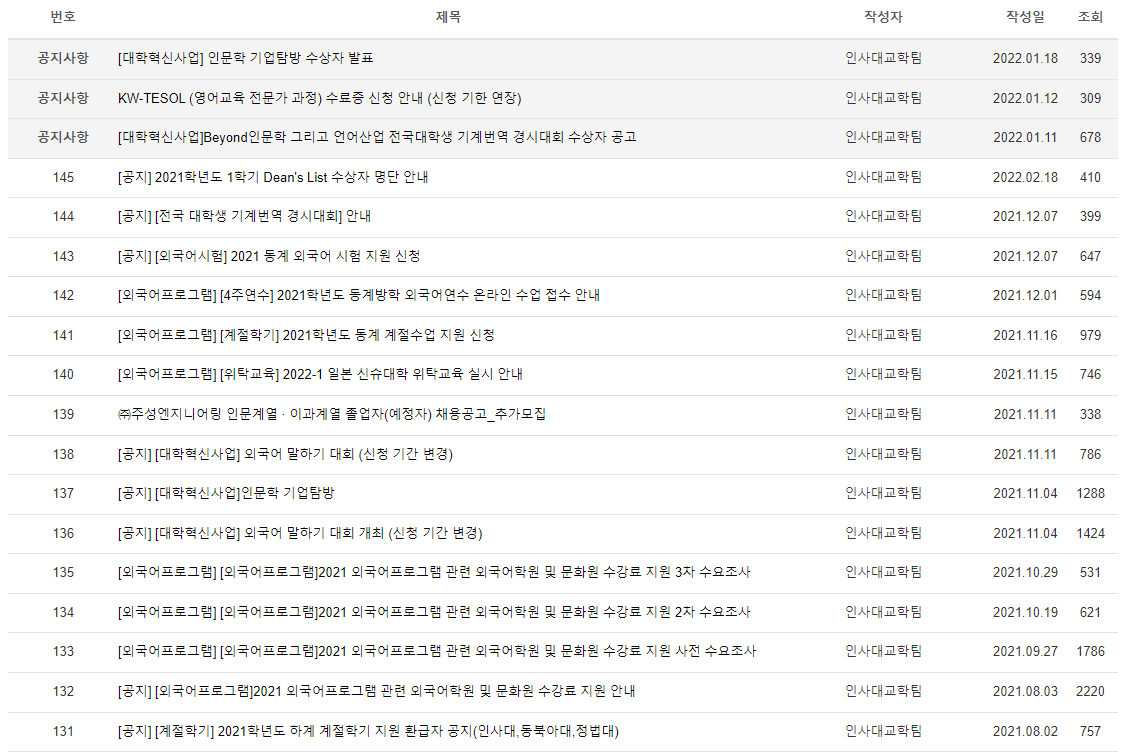 번호 제목 작성자 작성일 조회
공지사항 [대학혁신사업] 인문학 기업탐방 수상자 발표 인사대교학팀 2022.01.18 339
공지사항 KW-TESOL (영어교육 전문가 과정) 수료증 신청 안내 (신청 기한 연장) 인사대교학팀 2022.01.12 309
공지사항 [대학혁신사업]Beyond인문학 그리고 언어산업 전국대학생 기계번역 경시대회 수상자 공고 인사대교학팀 2022.01.11 678
145 [공지] 2021학년도 1학기 Dean's List 수상자 명단 안내 인사대교학팀 2022.02.18 410
144 [공지] [전국 대학생 기계번역 경시대회] 안내 인사대교학팀 2021.12.07 399
143 [공지] [외국어시험] 2021 동계 외국어 시험 지원 신청 인사대교학팀 2021.12.07 647
142 [외국어프로그램] [4주연수] 2021학년도 동계방학 외국어연수 온라인 수업 접수 안내 인사대교학팀 2021.12.01 594
141 [외국어프로그램] [계절학기] 2021학년도 동계 계절수업 지원 신청 인사대교학팀 2021.11.16 979
140 [외국어프로그램] [위탁교육] 2022-1 일본 신슈대학 위탁교육 실시 안내 인사대교학팀 2021.11.15 746
139 ㈜주성엔지니어링 인문계열 · 이과계열 졸업자(예정자) 채용공고_추가모집 인사대교학팀 2021.11.11 338
138 [공지] [대학혁신사업] 외국어 말하기 대회 (신청 기간 변경) 인사대교학팀 2021.11.11 786
137 [공지] [대학혁신사업]인문학 기업탐방 인사대교학팀 2021.11.04 1288
136 [공지] [대학혁신사업] 외국어 말하기 대회 개최 (신청 기간 변경) 인사대교학팀 2021.11.04 1424
135 [외국어프로그램] [외국어프로그램]2021 외국어프로그램 관련 외국어학원 및 문화원 수강료 지원 3차 수요조사 인사대교학팀 2021.10.29 531
134 [외국어프로그램] [외국어프로그램]2021 외국어프로그램 관련 외국어학원 및 문화원 수강료 지원 2차 수요조사 인사대교학팀 2021.10.19 621
133 [외국어프로그램] [외국어프로그램]2021 외국어프로그램 관련 외국어학원 및 문화원 수강료 지원 사전 수요조사 인사대교학팀 2021.09.27 1786
132 [공지] [외국어프로그램]2021 외국어프로그램 관련 외국어학원 및 문화원 수강료 지원 안내 인사대교학팀 2021.08.03 2220
131 [공지] [계절학기] 2021학년도 하계 계절학기 지원 환급자 공지(인사대,동북아대,정법대) 인사대교학팀 2021.08.02 757